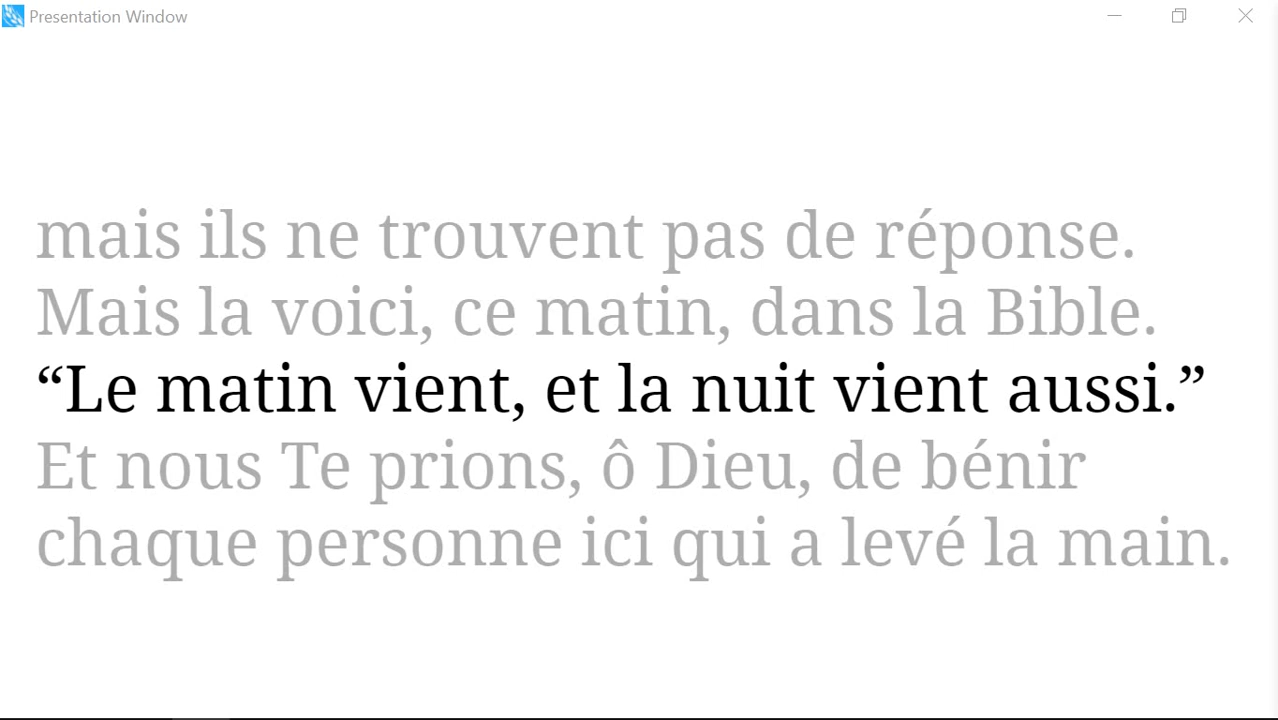 Presentation Window
mais ils ne trouvent pas de réponse.
Mais la voici, ce matin, dans la Bible.
“Le matin vient, et la nuit vient aussi.”
Et nous Te prions, ô Dieu, de bénir
chaque personne ici qui a levé la main.